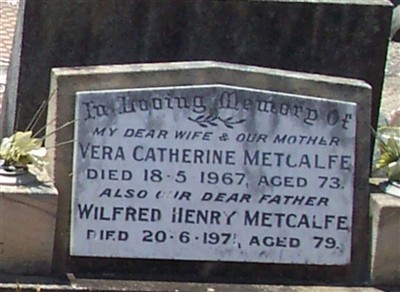 In Loving Memory Of
MY DEAR WIFE & OUR MOTHER
VERA CATHERINE METCALFE
DIED 18·5·1967, AGED 73.
ALSO OUR DEAR FATHER
WILFRED HENRY METCALFE
DIED 20·6·197 , AGED 79.